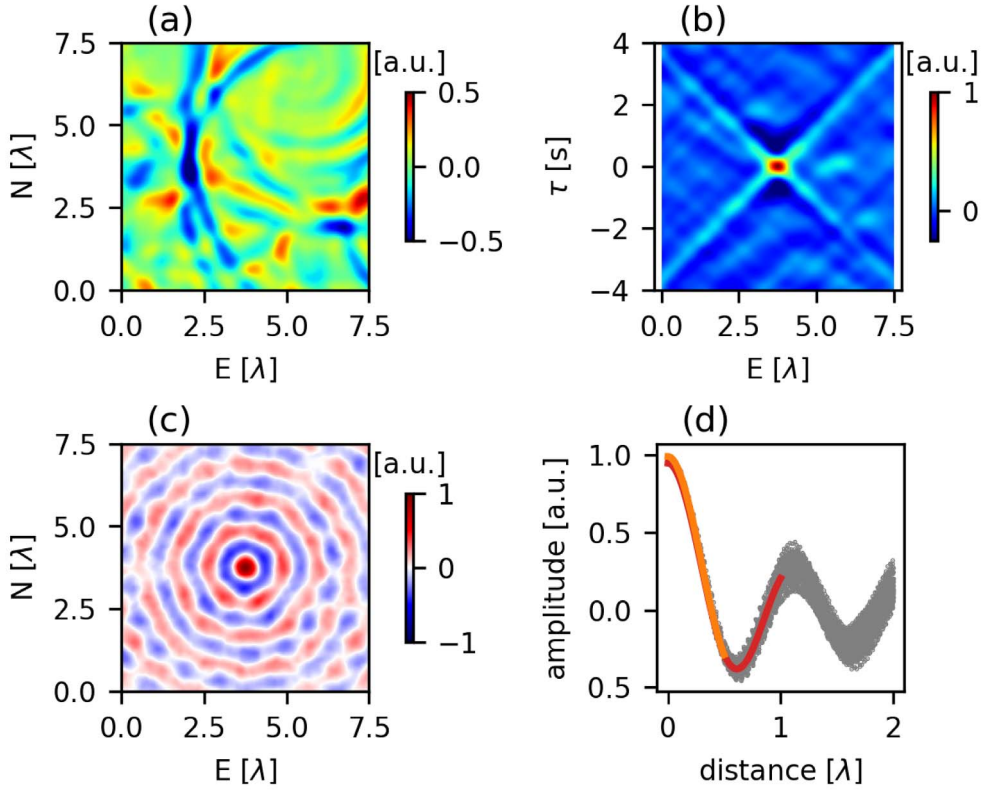 (a)
7.5
5.0
2.5
0.0
N [λ]
0.0 2.5 5.0 7.5
E [λ]
[a.u.]
0.5
0.0
−0.5
(b)
4
2
0
−2
−4
τ [s]
0.0 2.5 5.0 7.5
E [λ]
[a.u.]
1
0
(c)
7.5
5.0
2.5
0.0
N [λ]
0.0 2.5 5.0 7.5
E [λ]
[a.u.]
1
0
−1
(d)
1.0
0.5
0.0
0.5
amplitude [a.u.]
0 1 2
distance [λ]